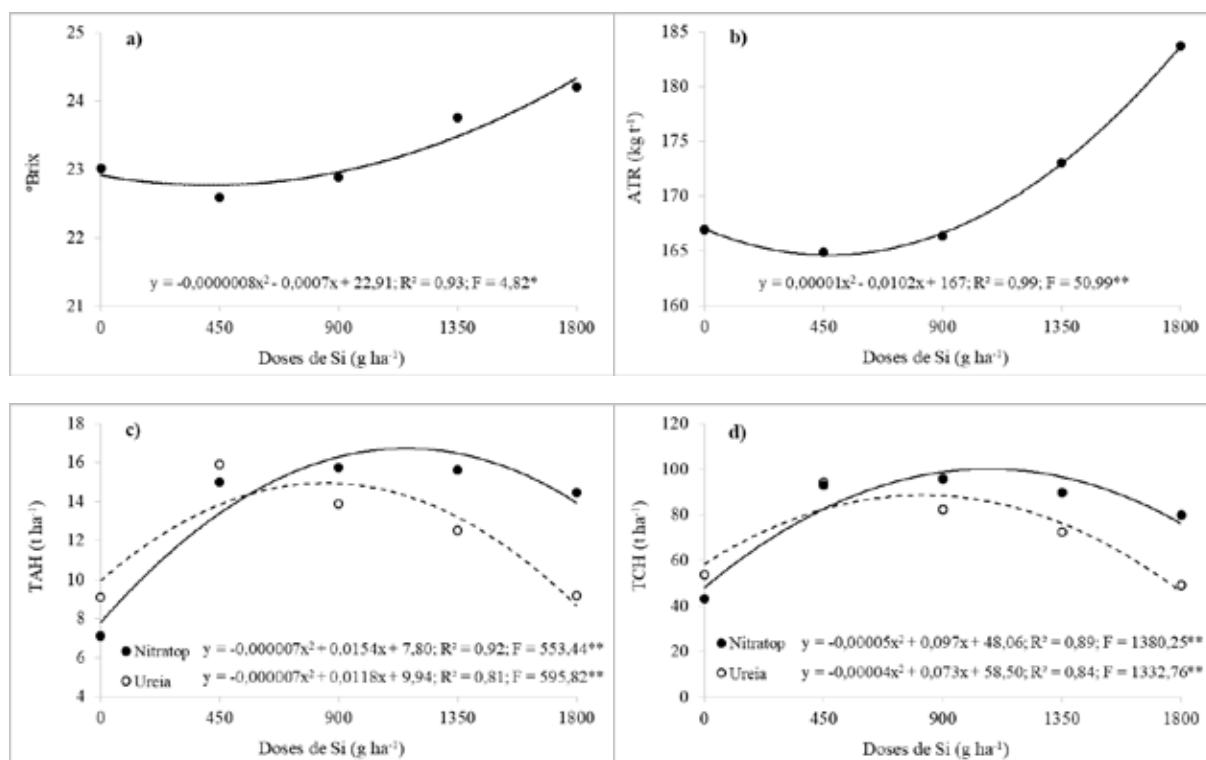 a)
25
24
23
22
21
ºBrix
y = -0,0000008x² - 0,0007x + 22,91; R² = 0,93; F = 4,82*
0 450 900 1350 1800
Doses de Si (g ha⁻¹)
b)
185
180
175
170
165
160
ATR (kg t⁻¹)
y = 0,00001x² - 0,0102x + 167; R² = 0,99; F = 50,99**
0 450 900 1350 1800
Doses de Si (g ha⁻¹)
c)
18
16
14
12
10
8
6
4
TAH (t ha⁻¹)
Nitratop y = -0,000007x² + 0,0154x + 7,80; R² = 0,92; F = 553,44**
Ureia y = -0,000007x² + 0,0118x + 9,94; R² = 0,81; F = 595,82**
0 450 900 1350 1800
Doses de Si (g ha⁻¹)
d)
120
100
80
60
40
20
0
TCH (t ha⁻¹)
Nitratop y = -0,00005x² + 0,097x + 48,06; R² = 0,89; F = 1380,25**
Ureia y = -0,00004x² + 0,073x + 58,50; R² = 0,84; F = 1332,76**
0 450 900 1350 1800
Doses de Si (g ha⁻¹)